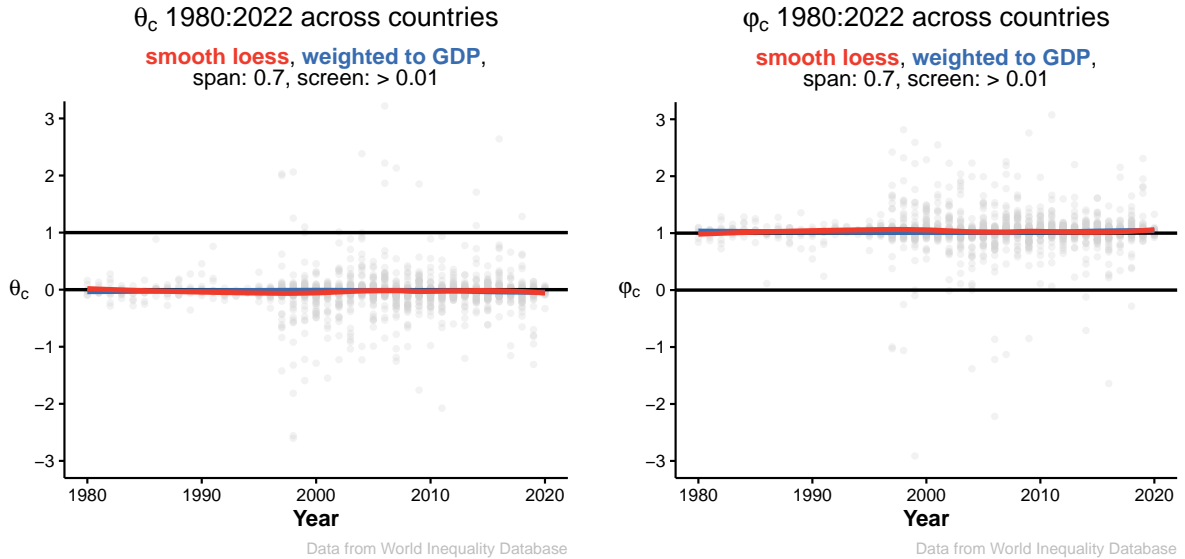 θc 1980:2022 across countries
smooth loess, weighted to GDP,
span: 0.7, screen: > 0.01
3
2
1
0
−1
−2
−3
θc
1980
1990
2000
2010
2020
Year
Data from World Inequality Database
φc 1980:2022 across countries
smooth loess, weighted to GDP,
span: 0.7, screen: > 0.01
3
2
1
0
−1
−2
−3
φc
1980
1990
2000
2010
2020
Year
Data from World Inequality Database